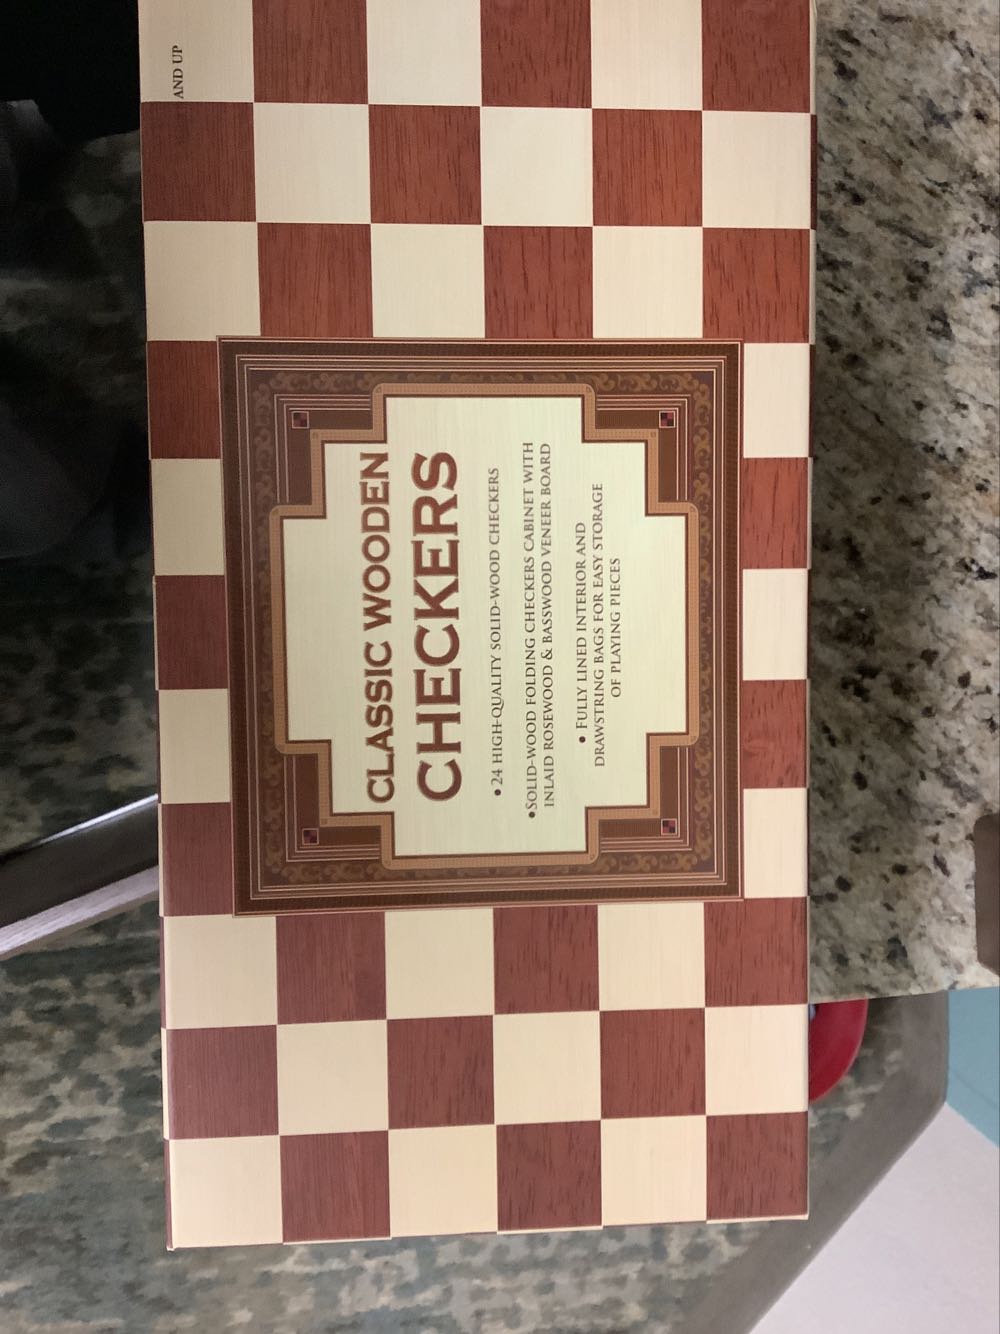 AND UP
CLASSIC WOODEN
CHECKERS
• 24 HIGH-QUALITY SOLID-WOOD CHECKERS
• SOLID-WOOD FOLDING CHECKERS CABINET WITH
INLAID ROSEWOOD & BASSWOOD VENEER BOARD
• FULLY LINED INTERIOR AND
DRAWSTRING BAGS FOR EASY STORAGE
OF PLAYING PIECES